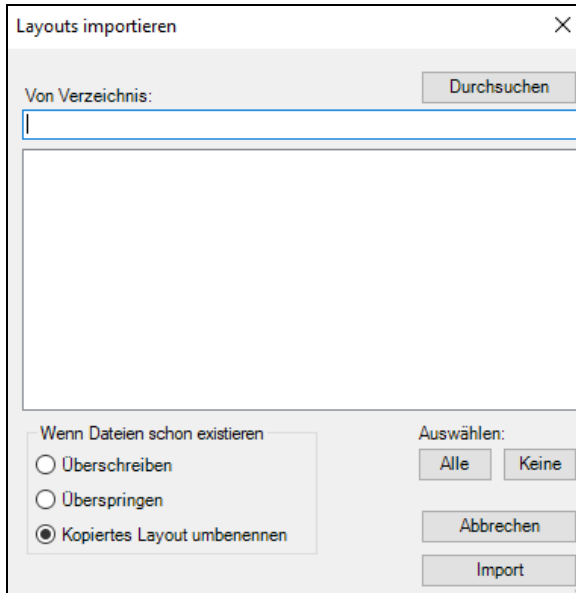 Layouts importieren
Durchsuchen
Von Verzeichnis:
Wenn Dateien schon existieren
Überschreiben
Überspringen
Kopiertes Layout umbenennen
Auswählen:
Alle Keine
Abbrechen
Import